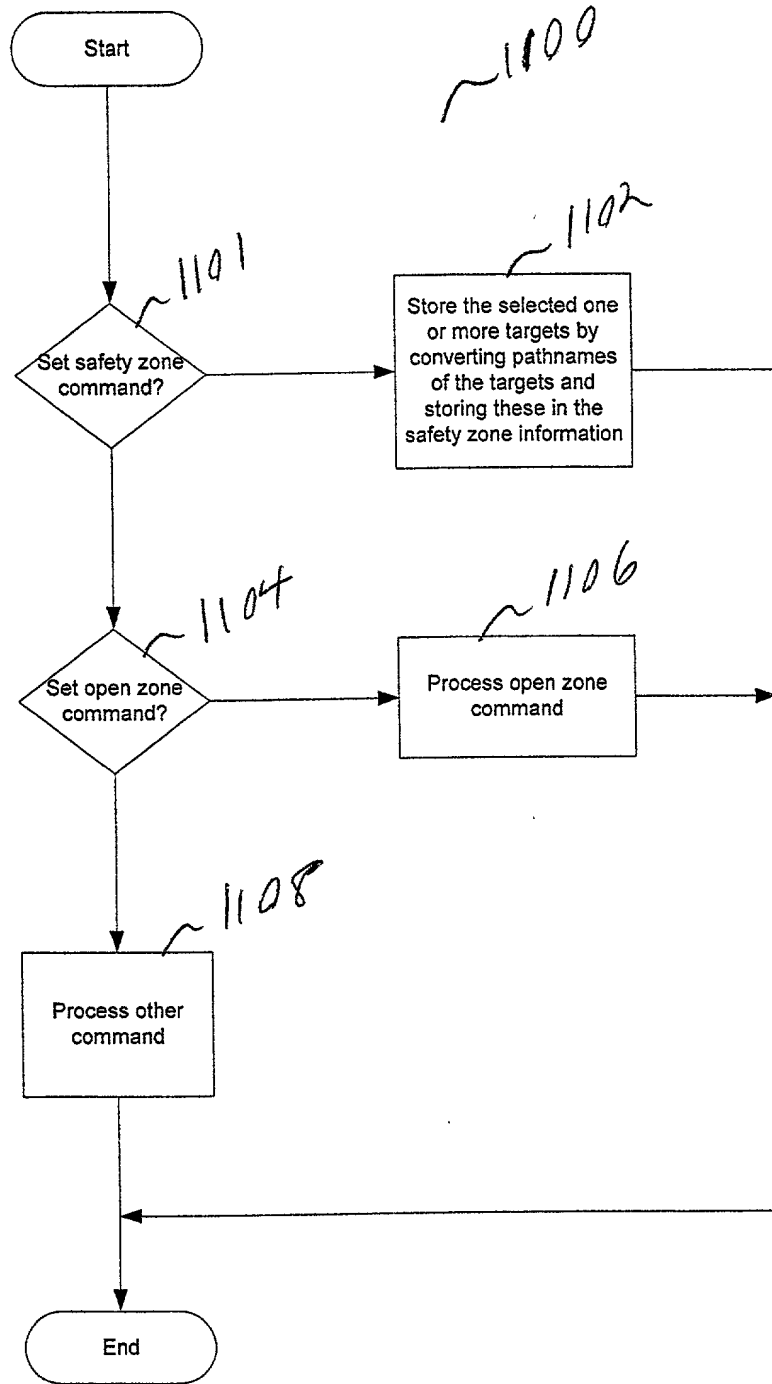 Start
1100
1101
1102
Set safety zone
command?
Store the selected one
or more targets by
converting pathnames
of the targets and
storing these in the
safety zone information
1104
1106
Set open zone
command?
Process open zone
command
1108
Process other
command
End